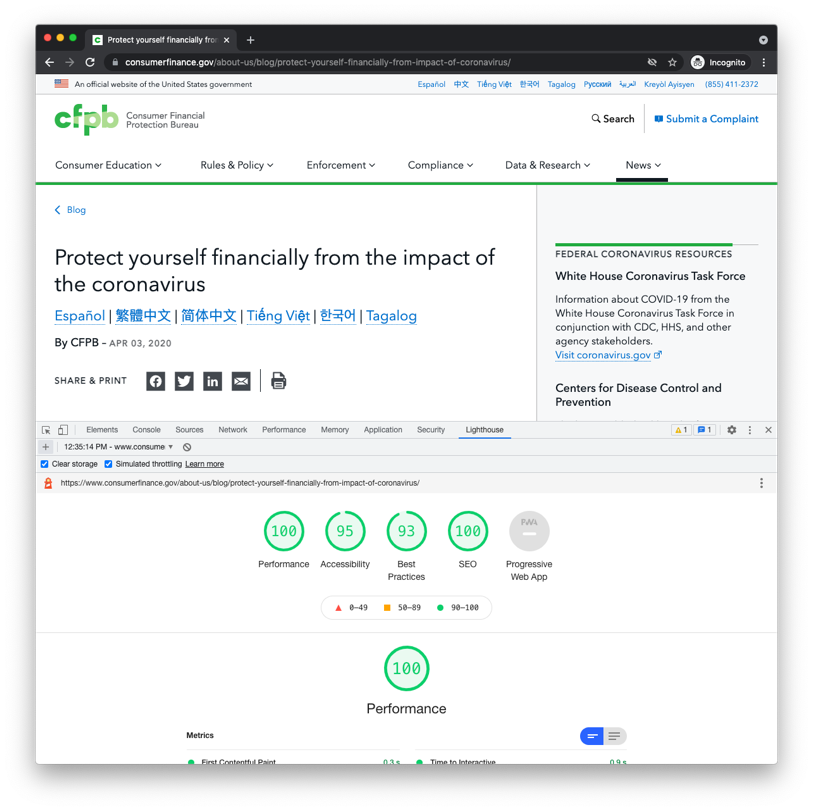 Protect yourself financially fro
consumerfinance.gov/about-us/blog/protect-yourself-financially-from-impact-of-coronavirus/
Incognito
An official website of the United States government
Español 中文 Tiếng Việt 한국어 Tagalog Русский العربية Kreyòl Ayisyen (855) 411-2372
cfpb Consumer Financial
Protection Bureau
Search
Submit a Complaint
Consumer Education
Rules & Policy
Enforcement
Compliance
Data & Research
News
Blog
Protect yourself financially from the impact of
the coronavirus
Español | 繁體中文 | 简体中文 | Tiếng Việt | 한국어 | Tagalog
By CFPB – APR 03, 2020
SHARE & PRINT
FEDERAL CORONAVIRUS RESOURCES
White House Coronavirus Task Force
Information about COVID-19 from the
White House Coronavirus Task Force in
conjunction with CDC, HHS, and other
agency stakeholders.
Visit coronavirus.gov
Centers for Disease Control and
Prevention
Elements Console Sources Network Performance Memory Application Security Lighthouse
1 1
12:35:14 PM - www.consume
Clear storage Simulated throttling Learn more
https://www.consumerfinance.gov/about-us/blog/protect-yourself-financially-from-impact-of-coronavirus/
100
Performance
95
Accessibility
93
Best
Practices
100
SEO
PWA
Progressive
Web App
0–49 50–89 90–100
100
Performance
Metrics
First Contentful Paint 0.3 s
Time to Interactive 0.9 s